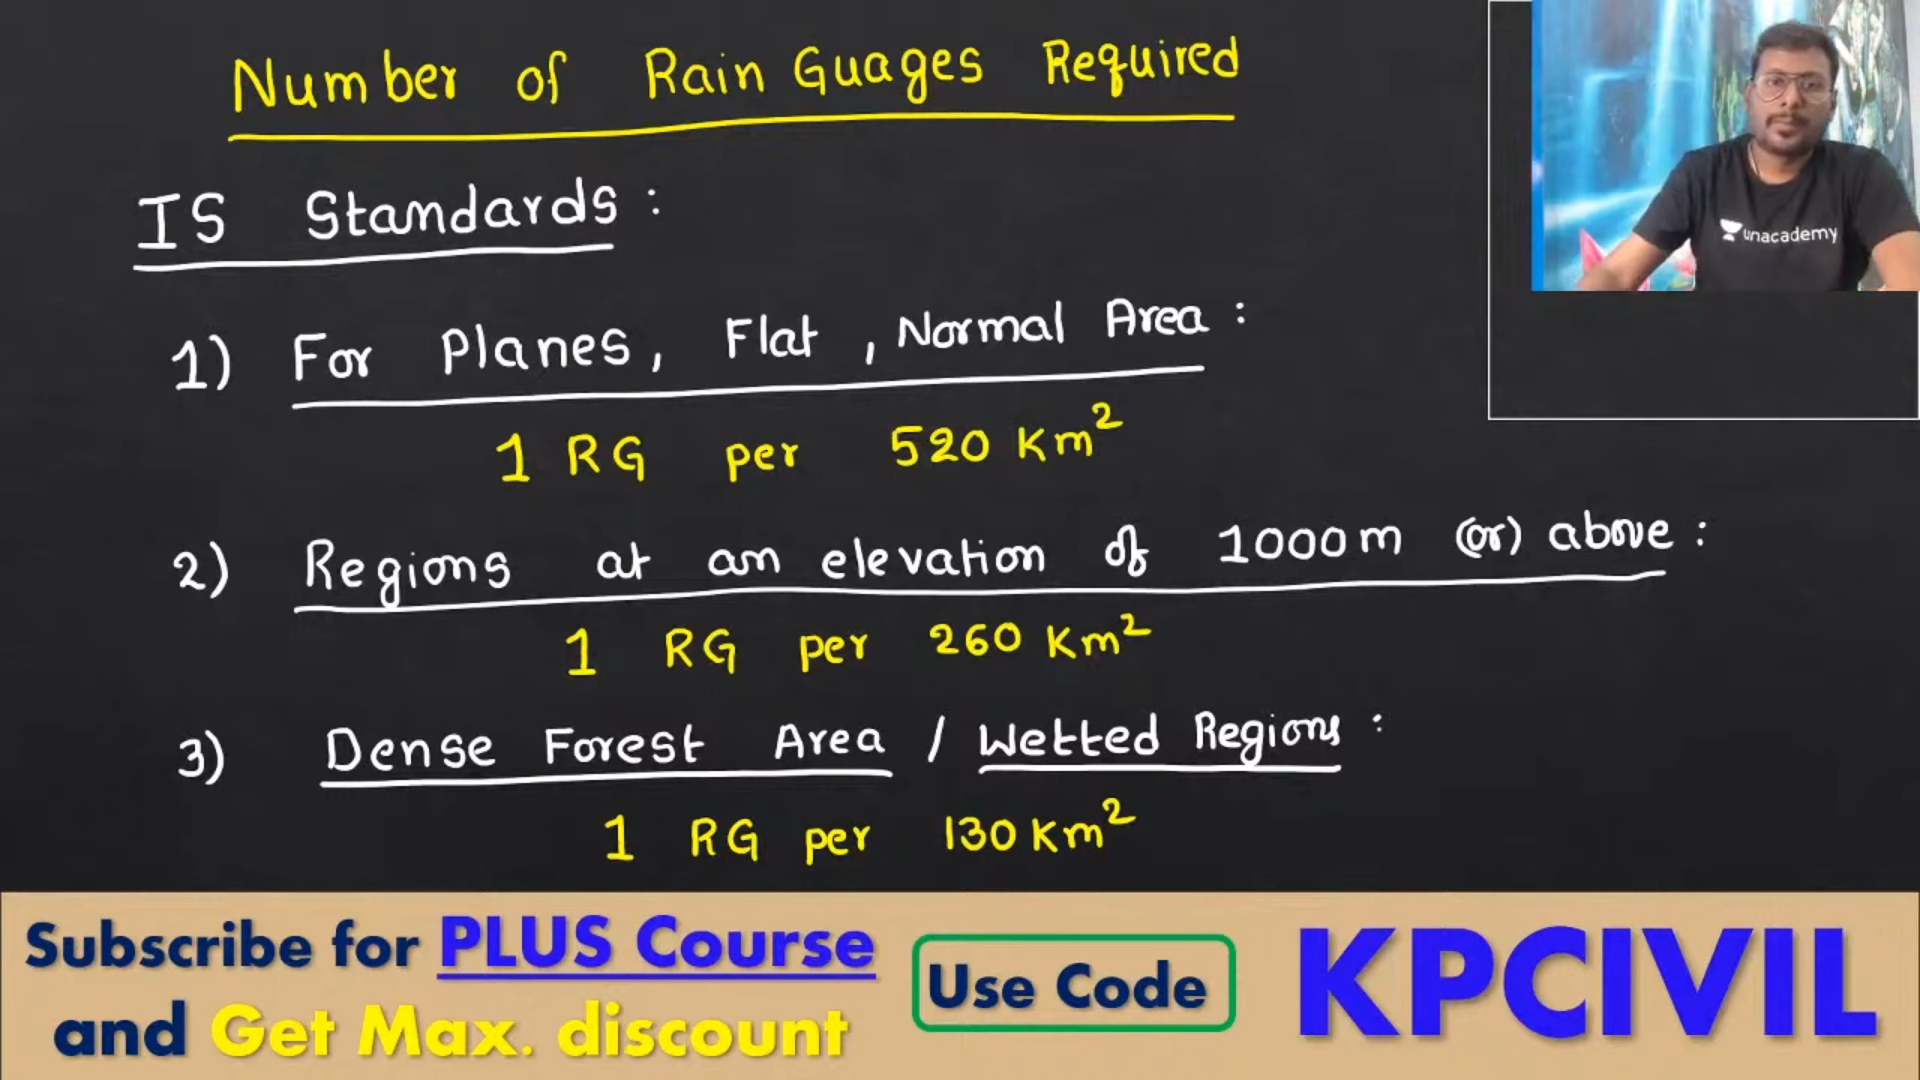 Number of Rain Guages Required
IS Standards :
1) For Planes, Flat, Normal Area :
1 RG per 520 Km²
2) Regions at an elevation of 1000m (or) above :
1 RG per 260 Km²
3) Dense Forest Area / Wetted Regions :
1 RG per 130 Km²
unacademy
Subscribe for PLUS Course
and Get Max. discount
Use Code
KPCIVIL